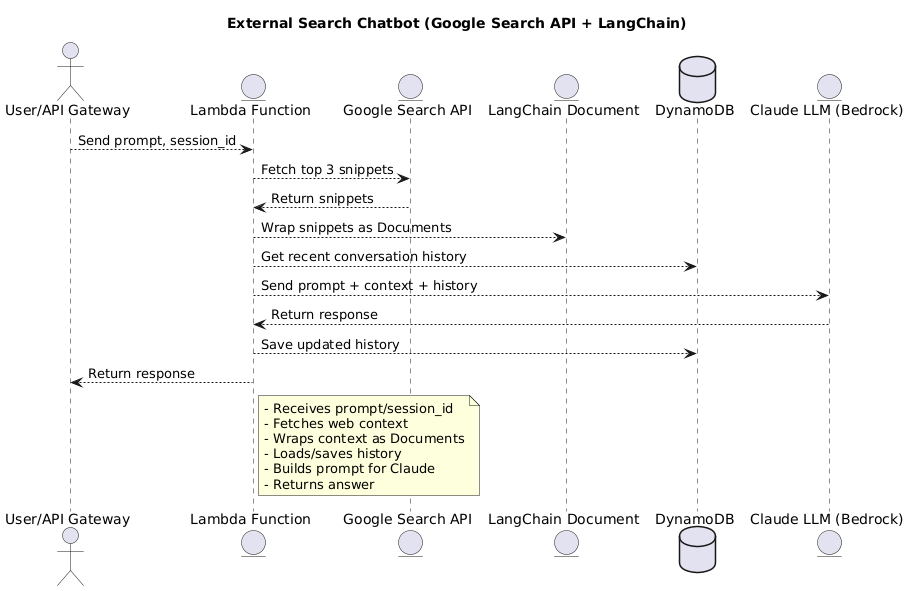 External Search Chatbot (Google Search API + LangChain)
User/API Gateway
Lambda Function
Google Search API
LangChain Document
DynamoDB
Claude LLM (Bedrock)
Send prompt, session_id
Fetch top 3 snippets
Return snippets
Wrap snippets as Documents
Get recent conversation history
Send prompt + context + history
Return response
Save updated history
Return response
- Receives prompt/session_id
- Fetches web context
- Wraps context as Documents
- Loads/saves history
- Builds prompt for Claude
- Returns answer
User/API Gateway
Lambda Function
Google Search API
LangChain Document
DynamoDB
Claude LLM (Bedrock)